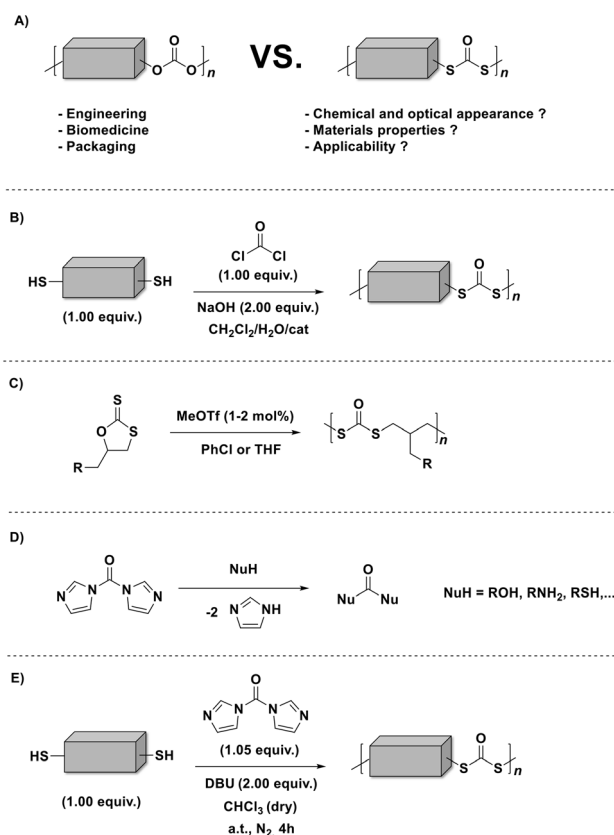 A)
O
O O
n
VS.
O
S S
n
- Engineering
- Biomedicine
- Packaging
- Chemical and optical appearance ?
- Materials properties ?
- Applicability ?
B)
HS SH
(1.00 equiv.)
O
Cl Cl
(1.00 equiv.)
NaOH (2.00 equiv.)
CH2Cl2/H2O/cat
O
S S
n
C)
S
O S
R
MeOTf (1-2 mol%)
PhCl or THF
O
S S
n
R
D)
O
N N N N
NuH
-2 N NH
O
Nu Nu
NuH = ROH, RNH2, RSH,...
E)
HS SH
(1.00 equiv.)
O
N N N N
(1.05 equiv.)
DBU (2.00 equiv.)
CHCl3 (dry)
a.t., N2, 4h
O
S S
n